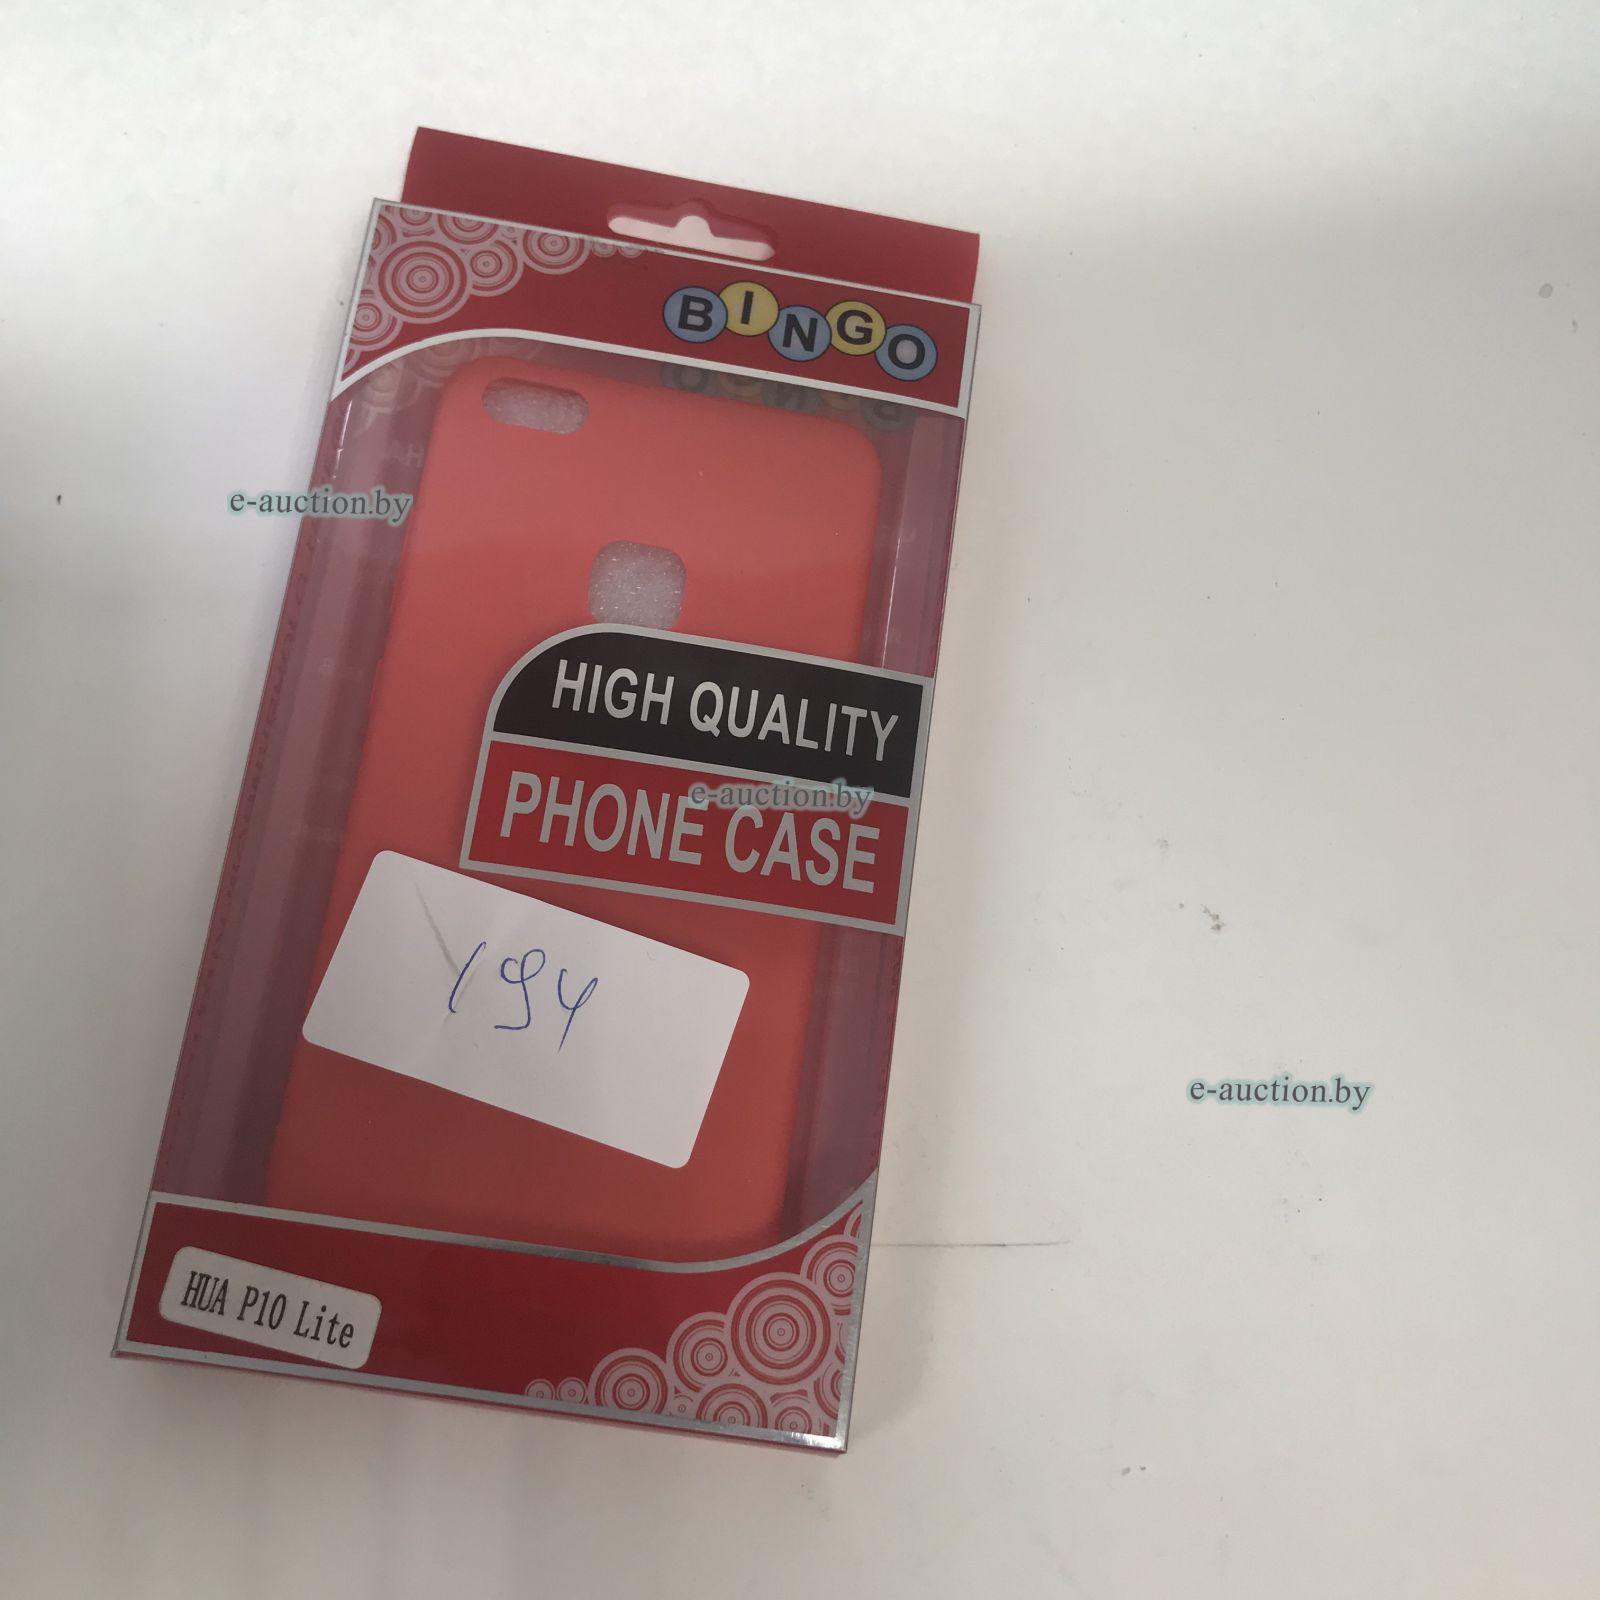 BINGO
e-auction.by
HIGH QUALITY
e-auction.by
PHONE CASE
194
e-auction.by
HUA P10 Lite